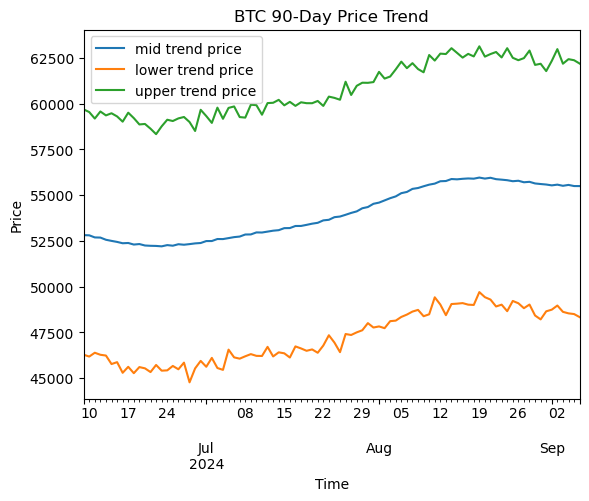 BTC 90-Day Price Trend
mid trend price
lower trend price
upper trend price
62500
60000
57500
55000
52500
50000
47500
45000
Price
10 17 24 08 15 22 29 05 12 19 26 02
Jul Aug Sep
2024
Time